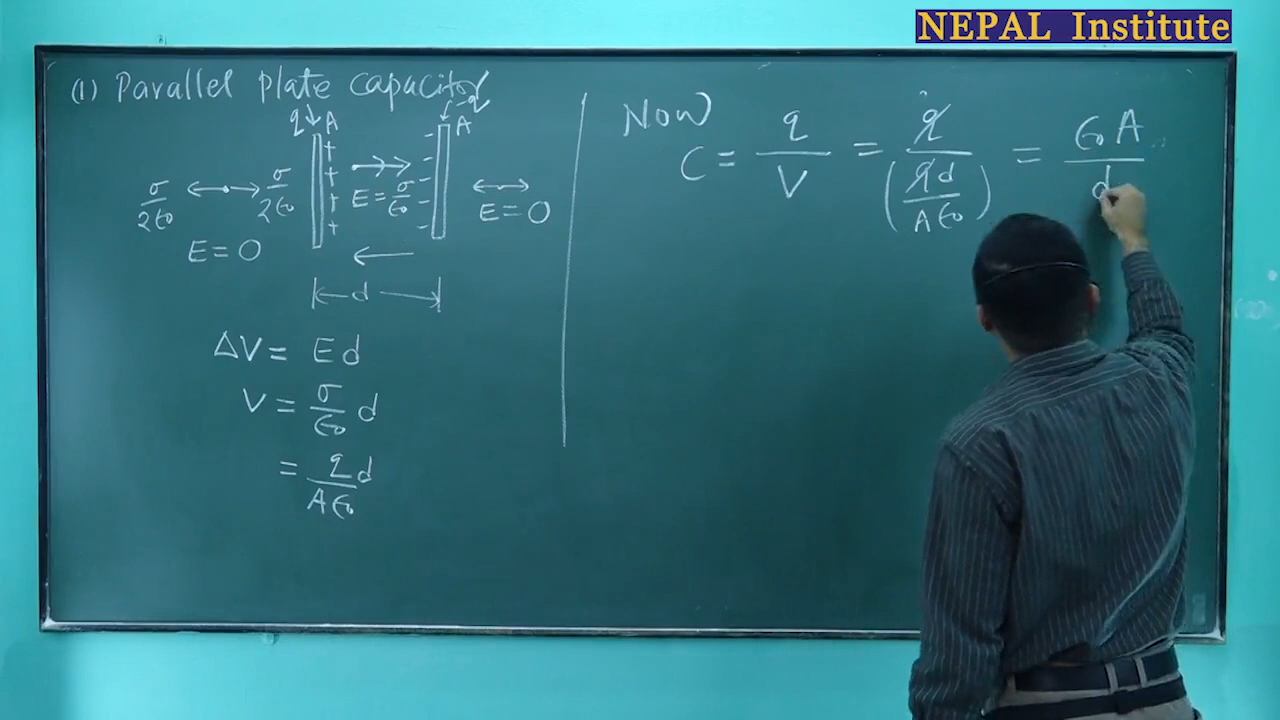 NEPAL Institute
(1) Parallel plate capacitor
q A
-q A
+ + + + +
- - - - -
σ/2ε₀ σ/2ε₀
E = σ/ε₀
E = 0
E = 0
d
ΔV = Ed
V = σ/ε₀ d
= q/Aε₀ d
Now
C = q/V = q/(qd/Aε₀) = ε₀A/d